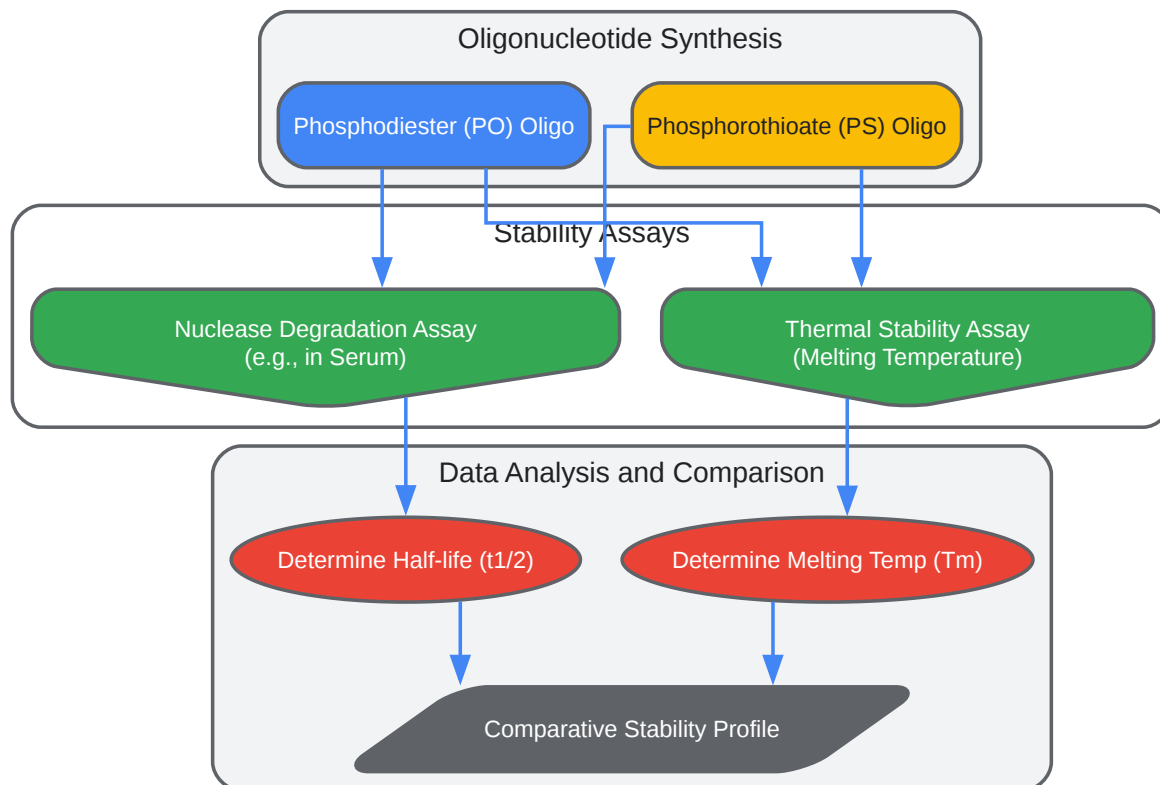 Oligonucleotide Synthesis
Phosphodiester (PO) Oligo
Phosphorothioate (PS) Oligo
Stability Assays
Nuclease Degradation Assay
(e.g., in Serum)
Thermal Stability Assay
(Melting Temperature)
Data Analysis and Comparison
Determine Half-life (t1/2)
Determine Melting Temp (Tm)
Comparative Stability Profile